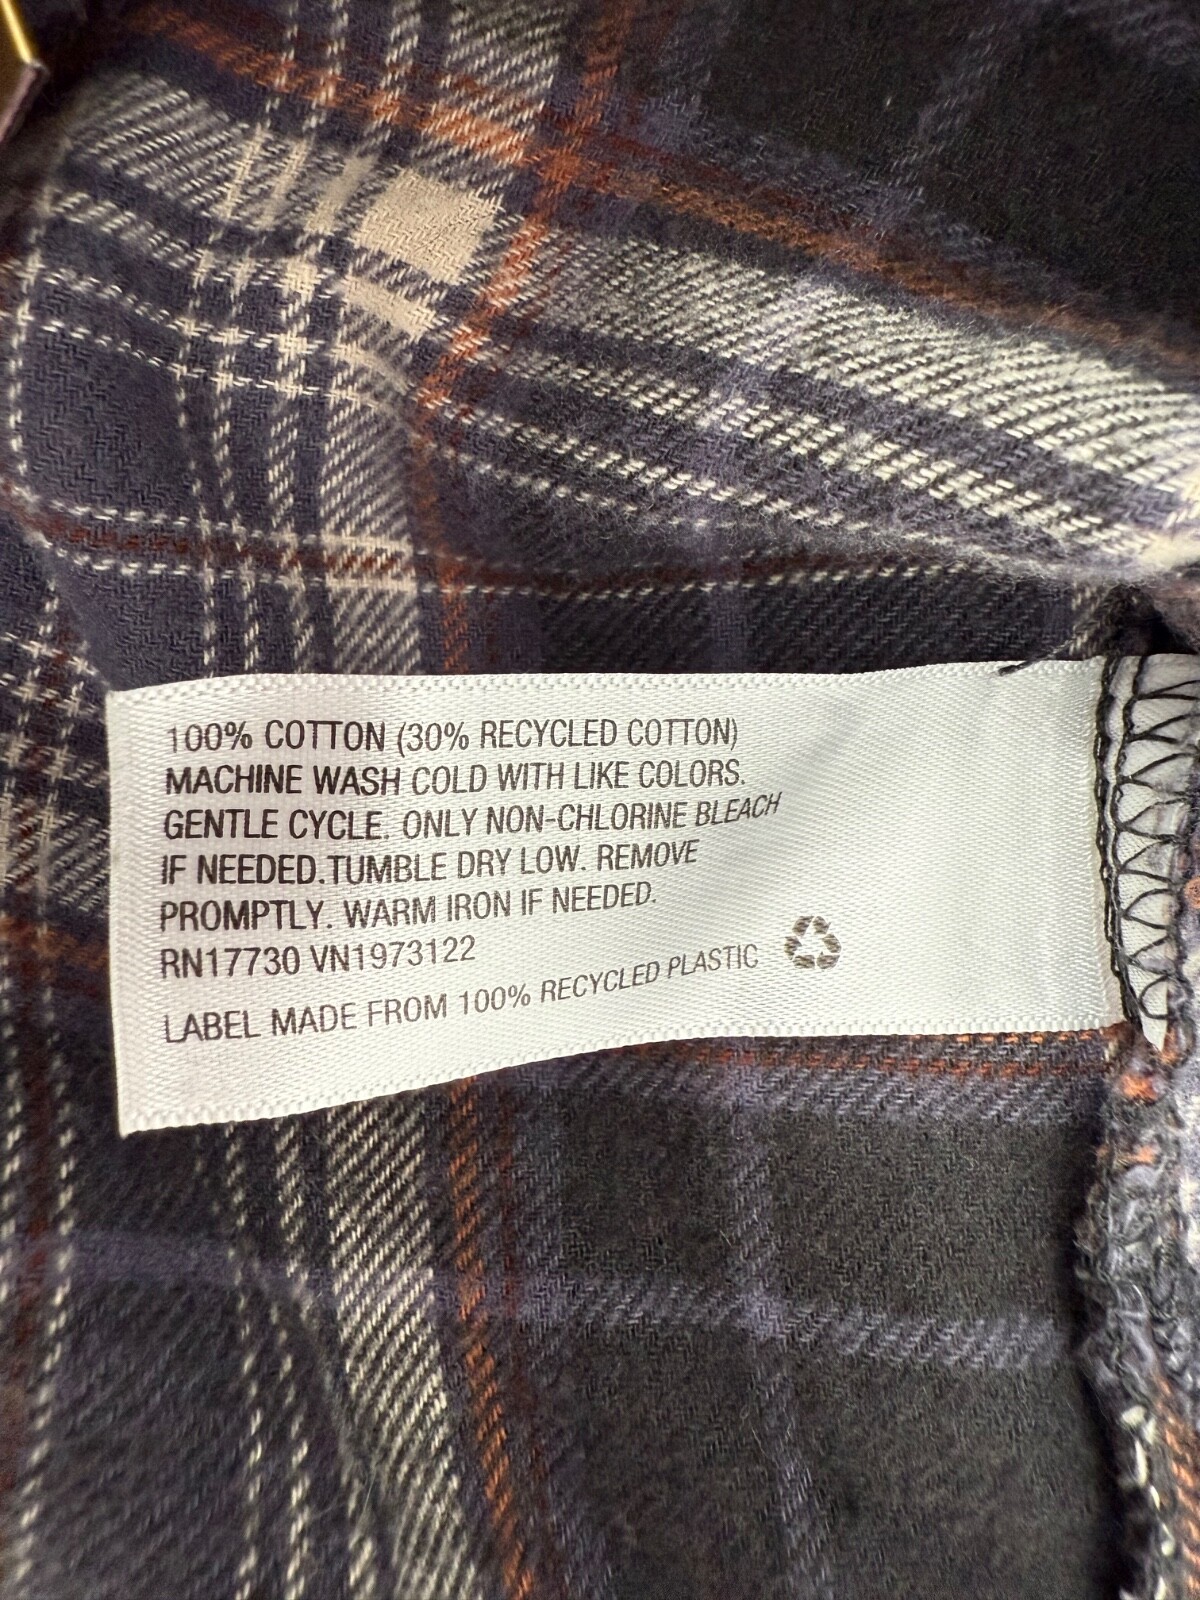 100% COTTON (30% RECYCLED COTTON)
MACHINE WASH COLD WITH LIKE COLORS.
GENTLE CYCLE. ONLY NON-CHLORINE BLEACH
IF NEEDED.TUMBLE DRY LOW. REMOVE
PROMPTLY. WARM IRON IF NEEDED.
RN17730 VN1973122
LABEL MADE FROM 100% RECYCLED PLASTIC